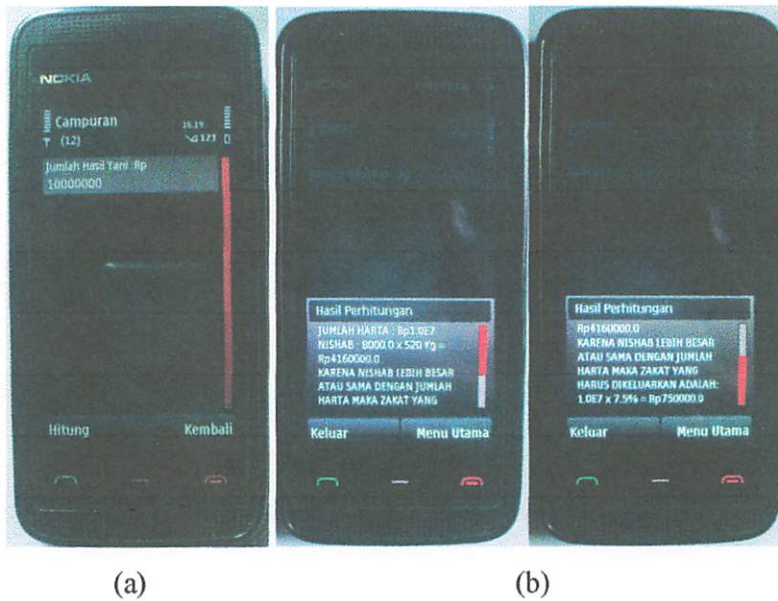 NOKIA
Campuran
16.19
(12)
123
Jumlah Hasil Tani :Rp
10000000
Hitung
Kembali
Hasil Perhitungan
JUMLAH HARTA : Rp1.0E7
NISHAB : 8000.0 x 520 Kg =
Rp4160000.0
KARENA NISHAB LEBIH BESAR
ATAU SAMA DENGAN JUMLAH
HARTA MAKA ZAKAT YANG
Keluar
Menu Utama
Hasil Perhitungan
Rp4160000.0
KARENA NISHAB LEBIH BESAR
ATAU SAMA DENGAN JUMLAH
HARTA MAKA ZAKAT YANG
HARUS DIKELUARKAN ADALAH:
1.0E7 x 7.5% = Rp750000.0
Keluar
Menu Utama
(a)
(b)